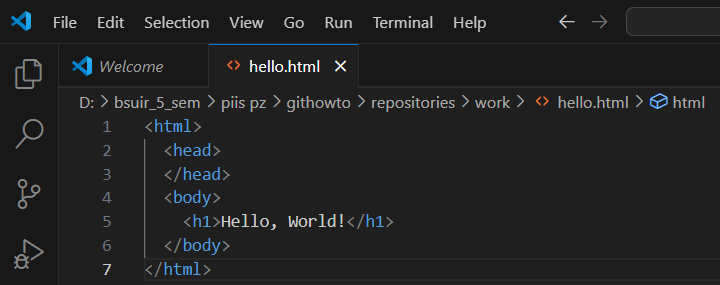 File Edit Selection View Go Run Terminal Help
Welcome hello.html
D: > bsuir_5_sem > piis pz > githowto > repositories > work > hello.html > html
1 <html>
2 <head>
3 </head>
4 <body>
5 <h1>Hello, World!</h1>
6 </body>
7 </html>